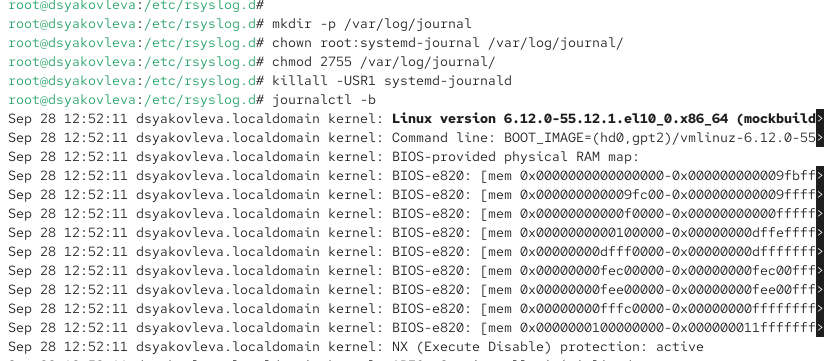 root@dsyakovleva:/etc/rsyslog.d#
root@dsyakovleva:/etc/rsyslog.d# mkdir -p /var/log/journal
root@dsyakovleva:/etc/rsyslog.d# chown root:systemd-journal /var/log/journal/
root@dsyakovleva:/etc/rsyslog.d# chmod 2755 /var/log/journal/
root@dsyakovleva:/etc/rsyslog.d# killall -USR1 systemd-journald
root@dsyakovleva:/etc/rsyslog.d# journalctl -b
Sep 28 12:52:11 dsyakovleva.localdomain kernel: Linux version 6.12.0-55.12.1.el10_0.x86_64 (mockbuild>
Sep 28 12:52:11 dsyakovleva.localdomain kernel: Command line: BOOT_IMAGE=(hd0,gpt2)/vmlinuz-6.12.0-55>
Sep 28 12:52:11 dsyakovleva.localdomain kernel: BIOS-provided physical RAM map:
Sep 28 12:52:11 dsyakovleva.localdomain kernel: BIOS-e820: [mem 0x0000000000000000-0x000000000009fbff>
Sep 28 12:52:11 dsyakovleva.localdomain kernel: BIOS-e820: [mem 0x000000000009fc00-0x000000000009ffff>
Sep 28 12:52:11 dsyakovleva.localdomain kernel: BIOS-e820: [mem 0x00000000000f0000-0x00000000000fffff>
Sep 28 12:52:11 dsyakovleva.localdomain kernel: BIOS-e820: [mem 0x0000000000100000-0x00000000dffeffff>
Sep 28 12:52:11 dsyakovleva.localdomain kernel: BIOS-e820: [mem 0x00000000dfff0000-0x00000000dfffffff>
Sep 28 12:52:11 dsyakovleva.localdomain kernel: BIOS-e820: [mem 0x00000000fec00000-0x00000000fec00fff>
Sep 28 12:52:11 dsyakovleva.localdomain kernel: BIOS-e820: [mem 0x00000000fee00000-0x00000000fee00fff>
Sep 28 12:52:11 dsyakovleva.localdomain kernel: BIOS-e820: [mem 0x00000000fffc0000-0x00000000ffffffff>
Sep 28 12:52:11 dsyakovleva.localdomain kernel: BIOS-e820: [mem 0x0000000100000000-0x000000011fffffff>
Sep 28 12:52:11 dsyakovleva.localdomain kernel: NX (Execute Disable) protection: active